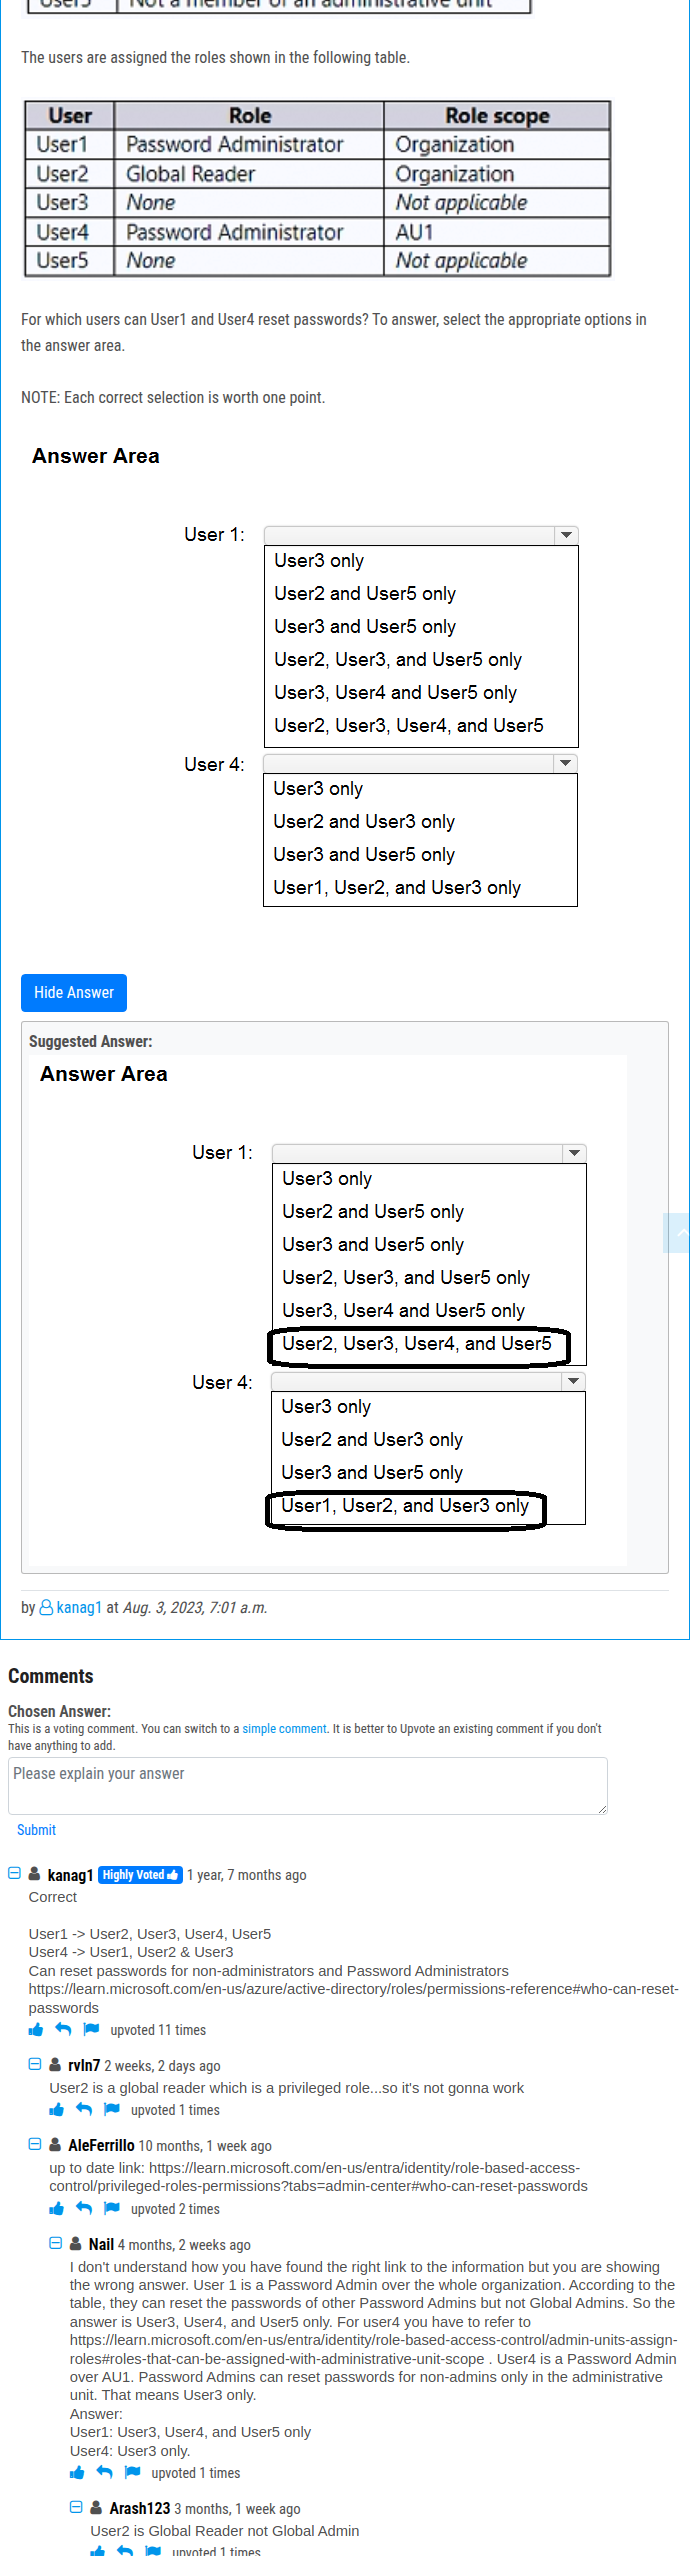 User5 Not a member of an administrative unit
The users are assigned the roles shown in the following table.
User Role Role scope
User1 Password Administrator Organization
User2 Global Reader Organization
User3 None Not applicable
User4 Password Administrator AU1
User5 None Not applicable
For which users can User1 and User4 reset passwords? To answer, select the appropriate options in
the answer area.
NOTE: Each correct selection is worth one point.
Answer Area
User 1:
User3 only
User2 and User5 only
User3 and User5 only
User2, User3, and User5 only
User3, User4 and User5 only
User2, User3, User4, and User5
User 4:
User3 only
User2 and User3 only
User3 and User5 only
User1, User2, and User3 only
Hide Answer
Suggested Answer:
Answer Area
User 1:
User3 only
User2 and User5 only
User3 and User5 only
User2, User3, and User5 only
User3, User4 and User5 only
User2, User3, User4, and User5
User 4:
User3 only
User2 and User3 only
User3 and User5 only
User1, User2, and User3 only
by kanag1 at Aug. 3, 2023, 7:01 a.m.
Comments
Chosen Answer:
This is a voting comment. You can switch to a simple comment. It is better to Upvote an existing comment if you don't
have anything to add.
Please explain your answer
Submit
kanag1 Highly Voted 1 year, 7 months ago
Correct
User1 -> User2, User3, User4, User5
User4 -> User1, User2 & User3
Can reset passwords for non-administrators and Password Administrators
https://learn.microsoft.com/en-us/azure/active-directory/roles/permissions-reference#who-can-reset-
passwords
upvoted 11 times
rvln7 2 weeks, 2 days ago
User2 is a global reader which is a privileged role...so it's not gonna work
upvoted 1 times
AleFerrillo 10 months, 1 week ago
up to date link: https://learn.microsoft.com/en-us/entra/identity/role-based-access-
control/privileged-roles-permissions?tabs=admin-center#who-can-reset-passwords
upvoted 2 times
Nail 4 months, 2 weeks ago
I don't understand how you have found the right link to the information but you are showing
the wrong answer. User 1 is a Password Admin over the whole organization. According to the
table, they can reset the passwords of other Password Admins but not Global Admins. So the
answer is User3, User4, and User5 only. For user4 you have to refer to
https://learn.microsoft.com/en-us/entra/identity/role-based-access-control/admin-units-assign-
roles#roles-that-can-be-assigned-with-administrative-unit-scope . User4 is a Password Admin
over AU1. Password Admins can reset passwords for non-admins only in the administrative
unit. That means User3 only.
Answer:
User1: User3, User4, and User5 only
User4: User3 only.
upvoted 1 times
Arash123 3 months, 1 week ago
User2 is Global Reader not Global Admin
upvoted 1 times